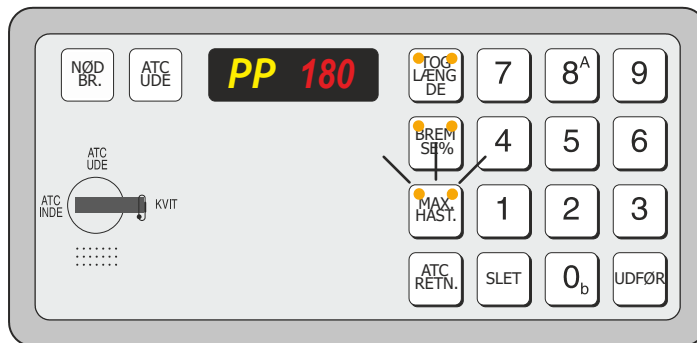 NØD
BR.
ATC
UDE
PP 180
TOG
LÆNG
DE
7
8A
9
BREM
SE%
4
5
6
ATC
UDE
ATC
INDE
KVIT
MAX.
HAST.
1
2
3
ATC
RETN.
SLET
0b
UDFØR